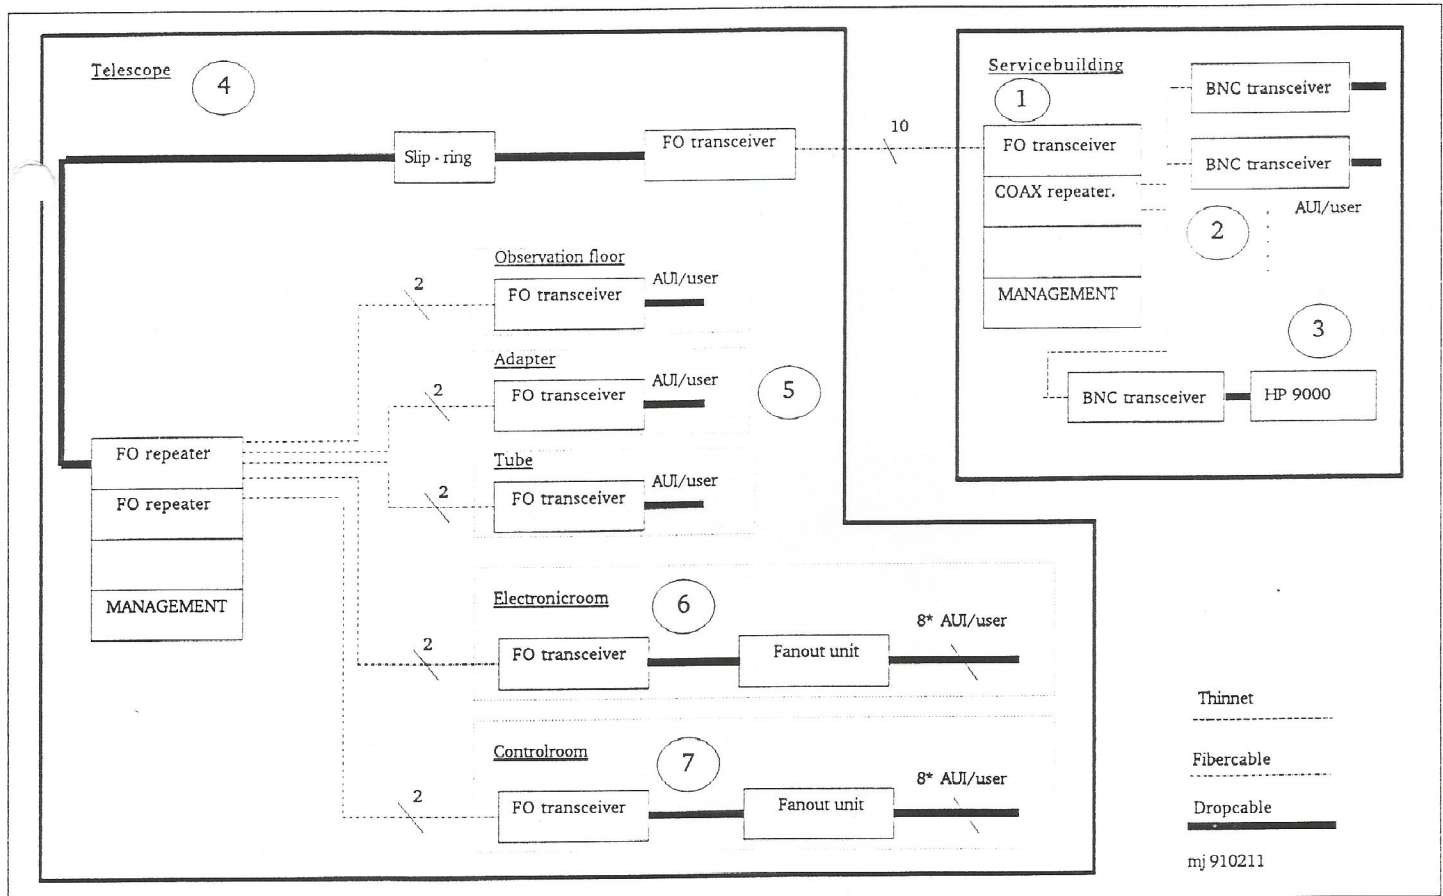 Telescope
4
Slip - ring
FO transceiver
10
Servicebuilding
1
FO transceiver
COAX repeater.
MANAGEMENT
BNC transceiver
BNC transceiver
AUI/user
2
3
BNC transceiver
HP 9000
Observation floor
2
FO transceiver
AUI/user
Adapter
2
FO transceiver
AUI/user
5
Tube
2
FO transceiver
AUI/user
FO repeater
FO repeater
MANAGEMENT
Electronicroom
6
2
FO transceiver
Fanout unit
8* AUI/user
Controlroom
7
2
FO transceiver
Fanout unit
8* AUI/user
Thinnet
Fibercable
Dropcable
mj 910211